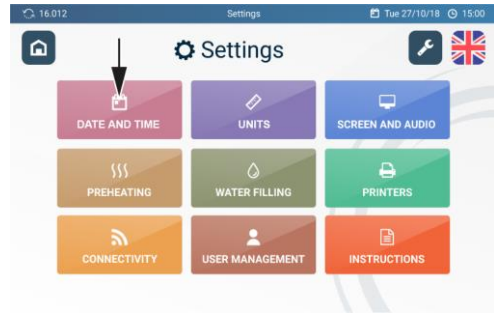 16.012 Settings Tue 27/10/18 15:00
Settings
DATE AND TIME UNITS SCREEN AND AUDIO
PREHEATING WATER FILLING PRINTERS
CONNECTIVITY USER MANAGEMENT INSTRUCTIONS